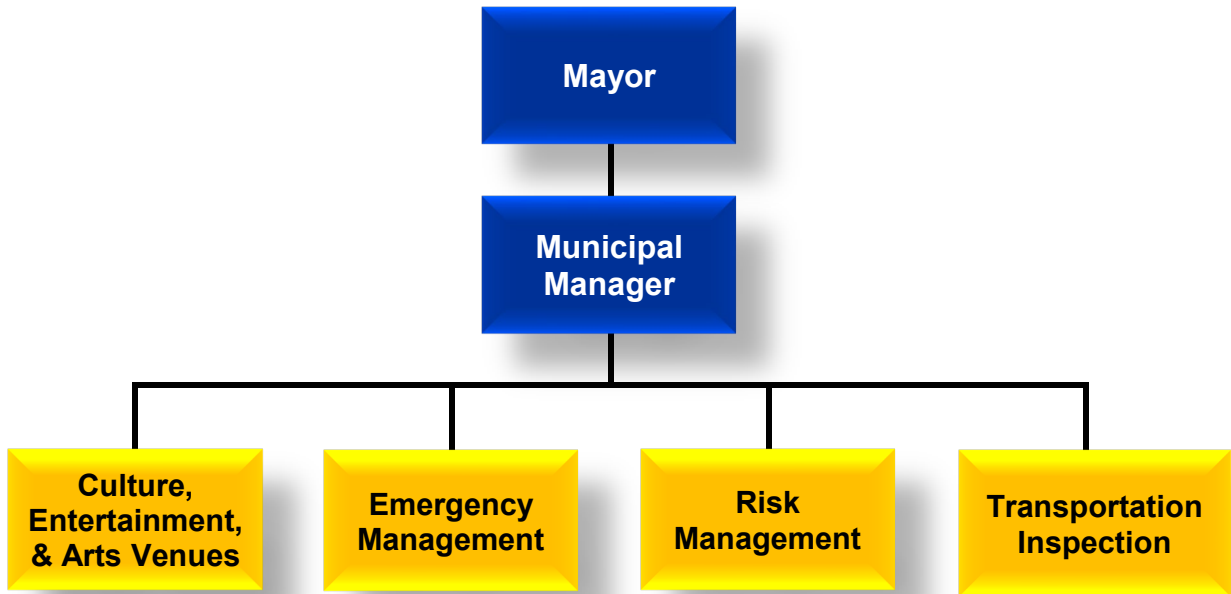 Mayor
Municipal
Manager
Culture,
Entertainment,
& Arts Venues
Emergency
Management
Risk
Management
Transportation
Inspection